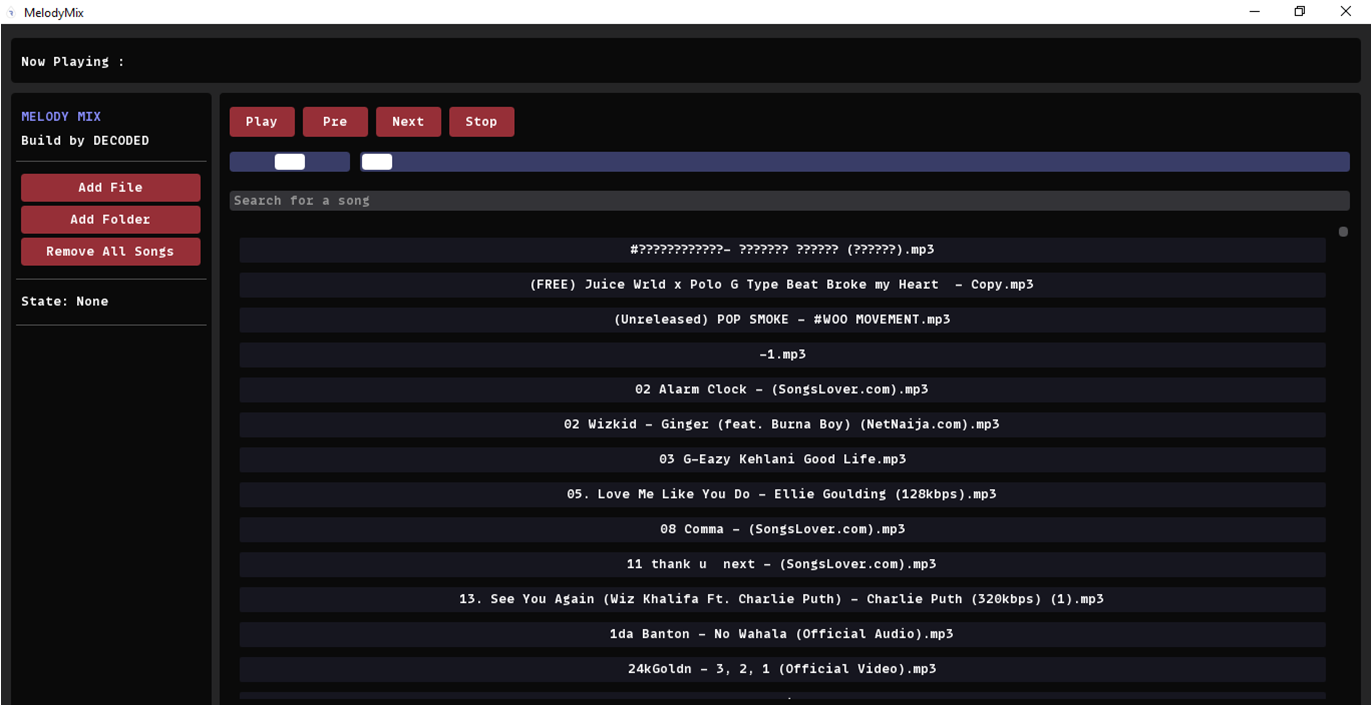 MelodyMix
Now Playing :
MELODY MIX
Build by DECODED
Add File
Add Folder
Remove All Songs
State: None
Play Pre Next Stop
Search for a song
#????????????- ??????? ?????? (??????).mp3
(FREE) Juice Wrld x Polo G Type Beat Broke my Heart  - Copy.mp3
(Unreleased) POP SMOKE - #WOO MOVEMENT.mp3
-1.mp3
02 Alarm Clock - (SongsLover.com).mp3
02 Wizkid - Ginger (feat. Burna Boy) (NetNaija.com).mp3
03 G-Eazy Kehlani Good Life.mp3
05. Love Me Like You Do - Ellie Goulding (128kbps).mp3
08 Comma - (SongsLover.com).mp3
11 thank u  next - (SongsLover.com).mp3
13. See You Again (Wiz Khalifa Ft. Charlie Puth) - Charlie Puth (320kbps) (1).mp3
1da Banton - No Wahala (Official Audio).mp3
24kGoldn - 3, 2, 1 (Official Video).mp3